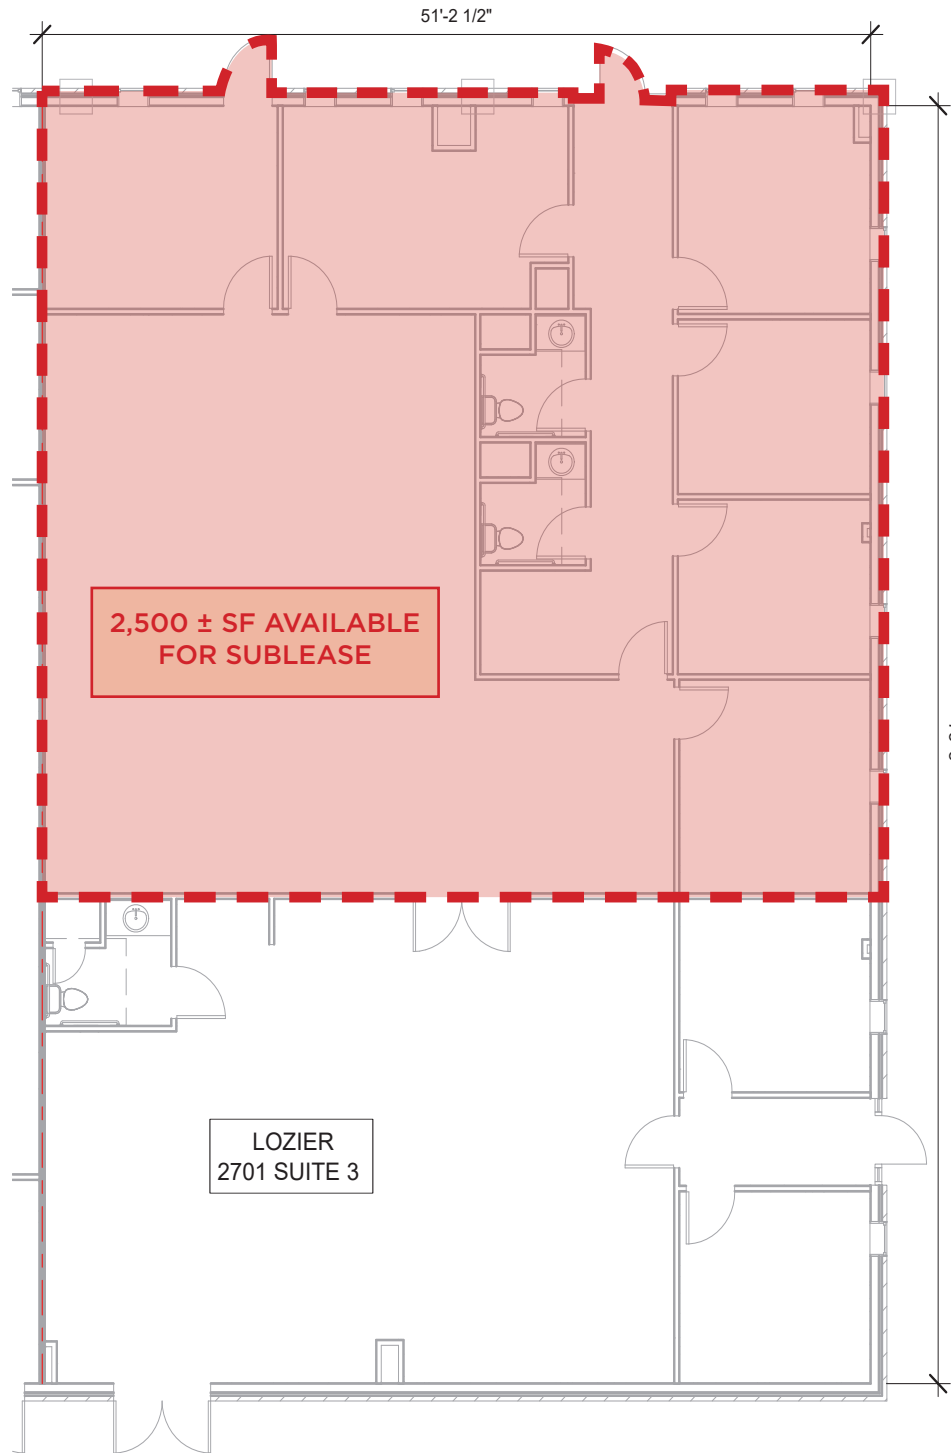 51'-2 1/2"
2,500 ± SF AVAILABLE
FOR SUBLEASE
LOZIER
2701 SUITE 3